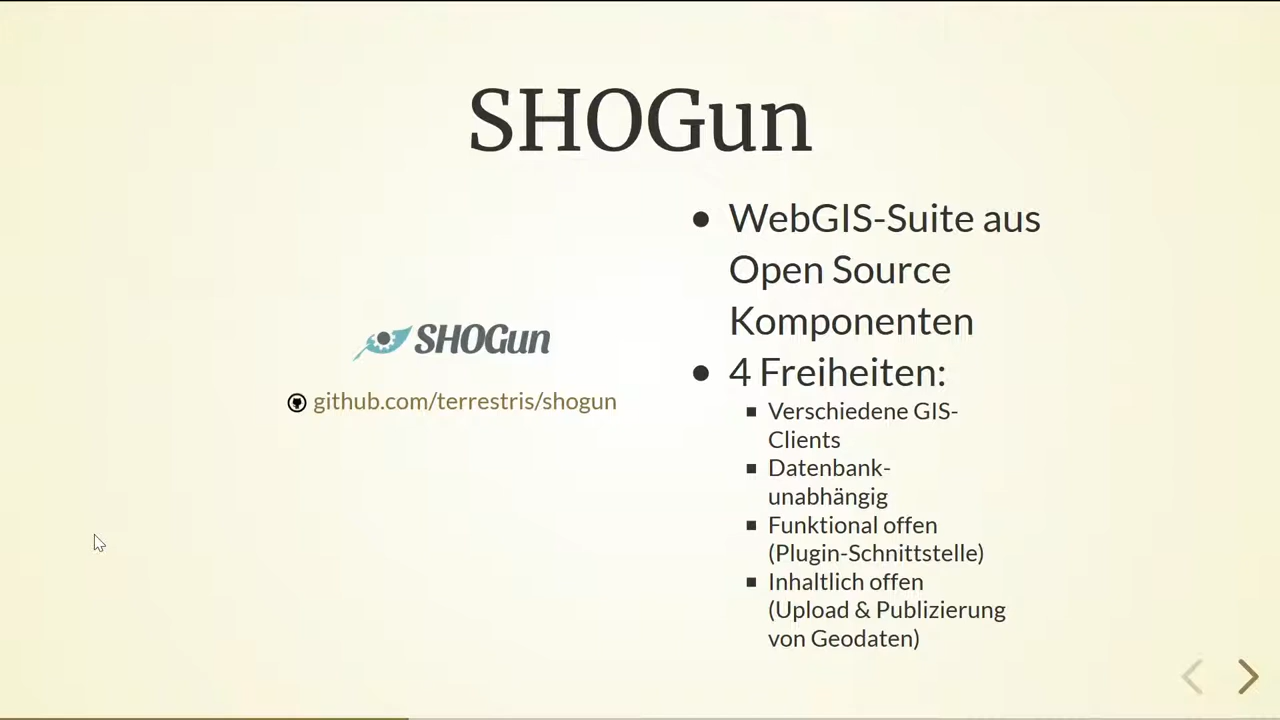 SHOGun
SHOGun
github.com/terrestris/shogun
• WebGIS-Suite aus
Open Source
Komponenten
• 4 Freiheiten:
▪ Verschiedene GIS-
Clients
▪ Datenbank-
unabhängig
▪ Funktional offen
(Plugin-Schnittstelle)
▪ Inhaltlich offen
(Upload & Publizierung
von Geodaten)